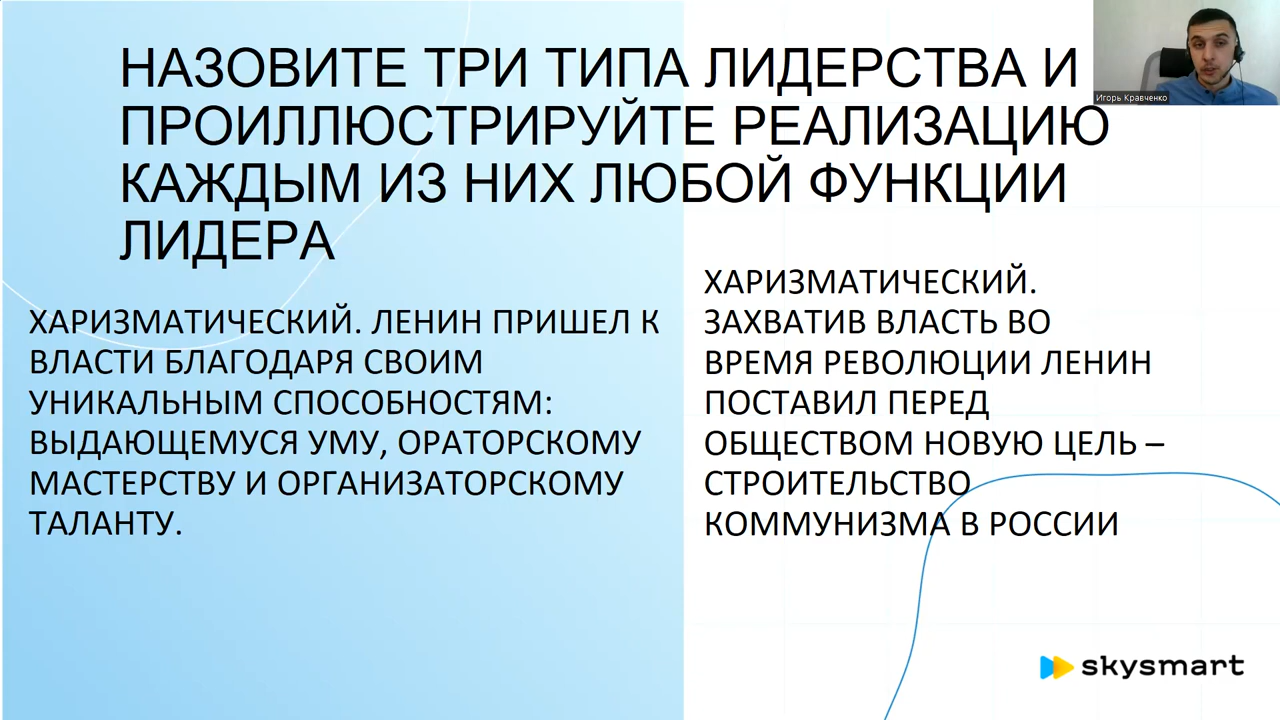 НАЗОВИТЕ ТРИ ТИПА ЛИДЕРСТВА И
ПРОИЛЛЮСТРИРУЙТЕ РЕАЛИЗАЦИЮ
КАЖДЫМ ИЗ НИХ ЛЮБОЙ ФУНКЦИИ
ЛИДЕРА
Игорь Кравченко
ХАРИЗМАТИЧЕСКИЙ. ЛЕНИН ПРИШЕЛ К
ВЛАСТИ БЛАГОДАРЯ СВОИМ
УНИКАЛЬНЫМ СПОСОБНОСТЯМ:
ВЫДАЮЩЕМУСЯ УМУ, ОРАТОРСКОМУ
МАСТЕРСТВУ И ОРГАНИЗАТОРСКОМУ
ТАЛАНТУ.
ХАРИЗМАТИЧЕСКИЙ.
ЗАХВАТИВ ВЛАСТЬ ВО
ВРЕМЯ РЕВОЛЮЦИИ ЛЕНИН
ПОСТАВИЛ ПЕРЕД
ОБЩЕСТВОМ НОВУЮ ЦЕЛЬ –
СТРОИТЕЛЬСТВО
КОММУНИЗМА В РОССИИ
skysmart